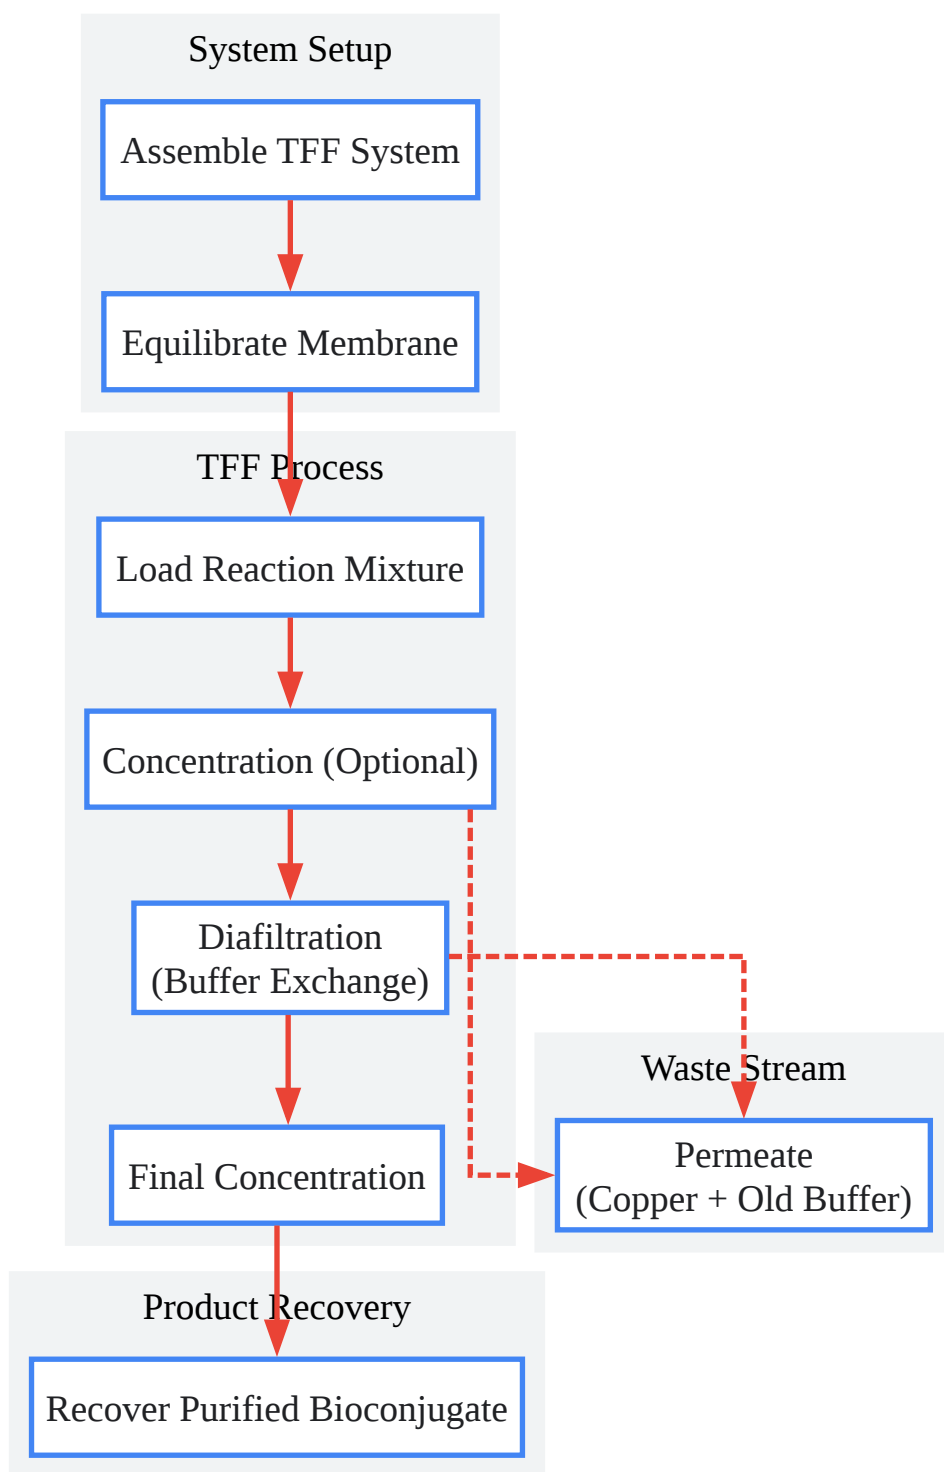 System Setup
Assemble TFF System
Equilibrate Membrane
TFF Process
Load Reaction Mixture
Concentration (Optional)
Diafiltration
(Buffer Exchange)
Waste Stream
Permeate
(Copper + Old Buffer)
Final Concentration
Product Recovery
Recover Purified Bioconjugate